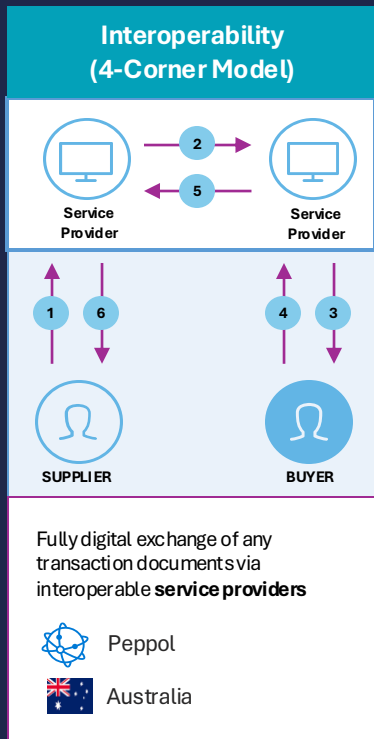 Interoperability
(4-Corner Model)
2
5
Service
Provider
Service
Provider
1
6
4
3
SUPPLIER
BUYER
Fully digital exchange of any
transaction documents via
interoperable service providers
Peppol
Australia